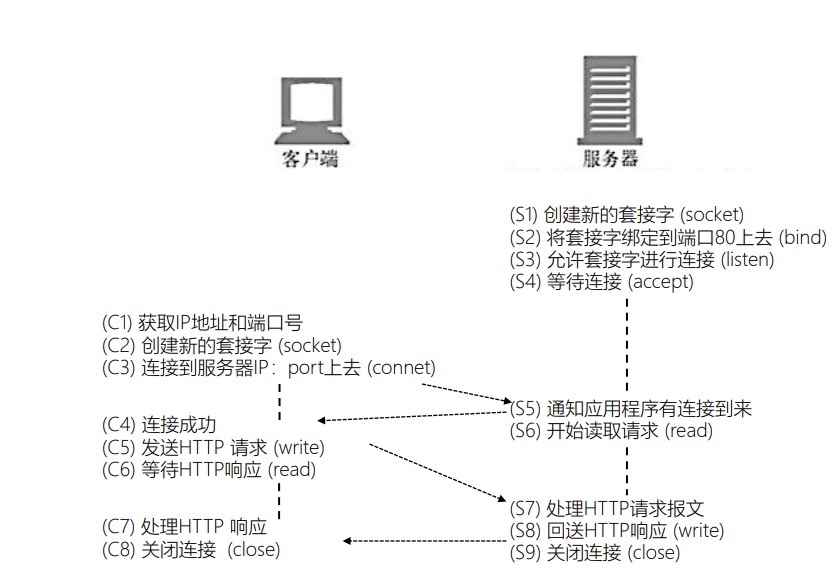 客户端
服务器
(S1) 创建新的套接字 (socket)
(S2) 将套接字绑定到端口80上去 (bind)
(S3) 允许套接字进行连接 (listen)
(S4) 等待连接 (accept)
(C1) 获取IP地址和端口号
(C2) 创建新的套接字 (socket)
(C3) 连接到服务器IP：port上去 (connet)
(S5) 通知应用程序有连接到来
(S6) 开始读取请求 (read)
(C4) 连接成功
(C5) 发送HTTP 请求 (write)
(C6) 等待HTTP响应 (read)
(S7) 处理HTTP请求报文
(S8) 回送HTTP响应 (write)
(S9) 关闭连接 (close)
(C7) 处理HTTP 响应
(C8) 关闭连接 (close)